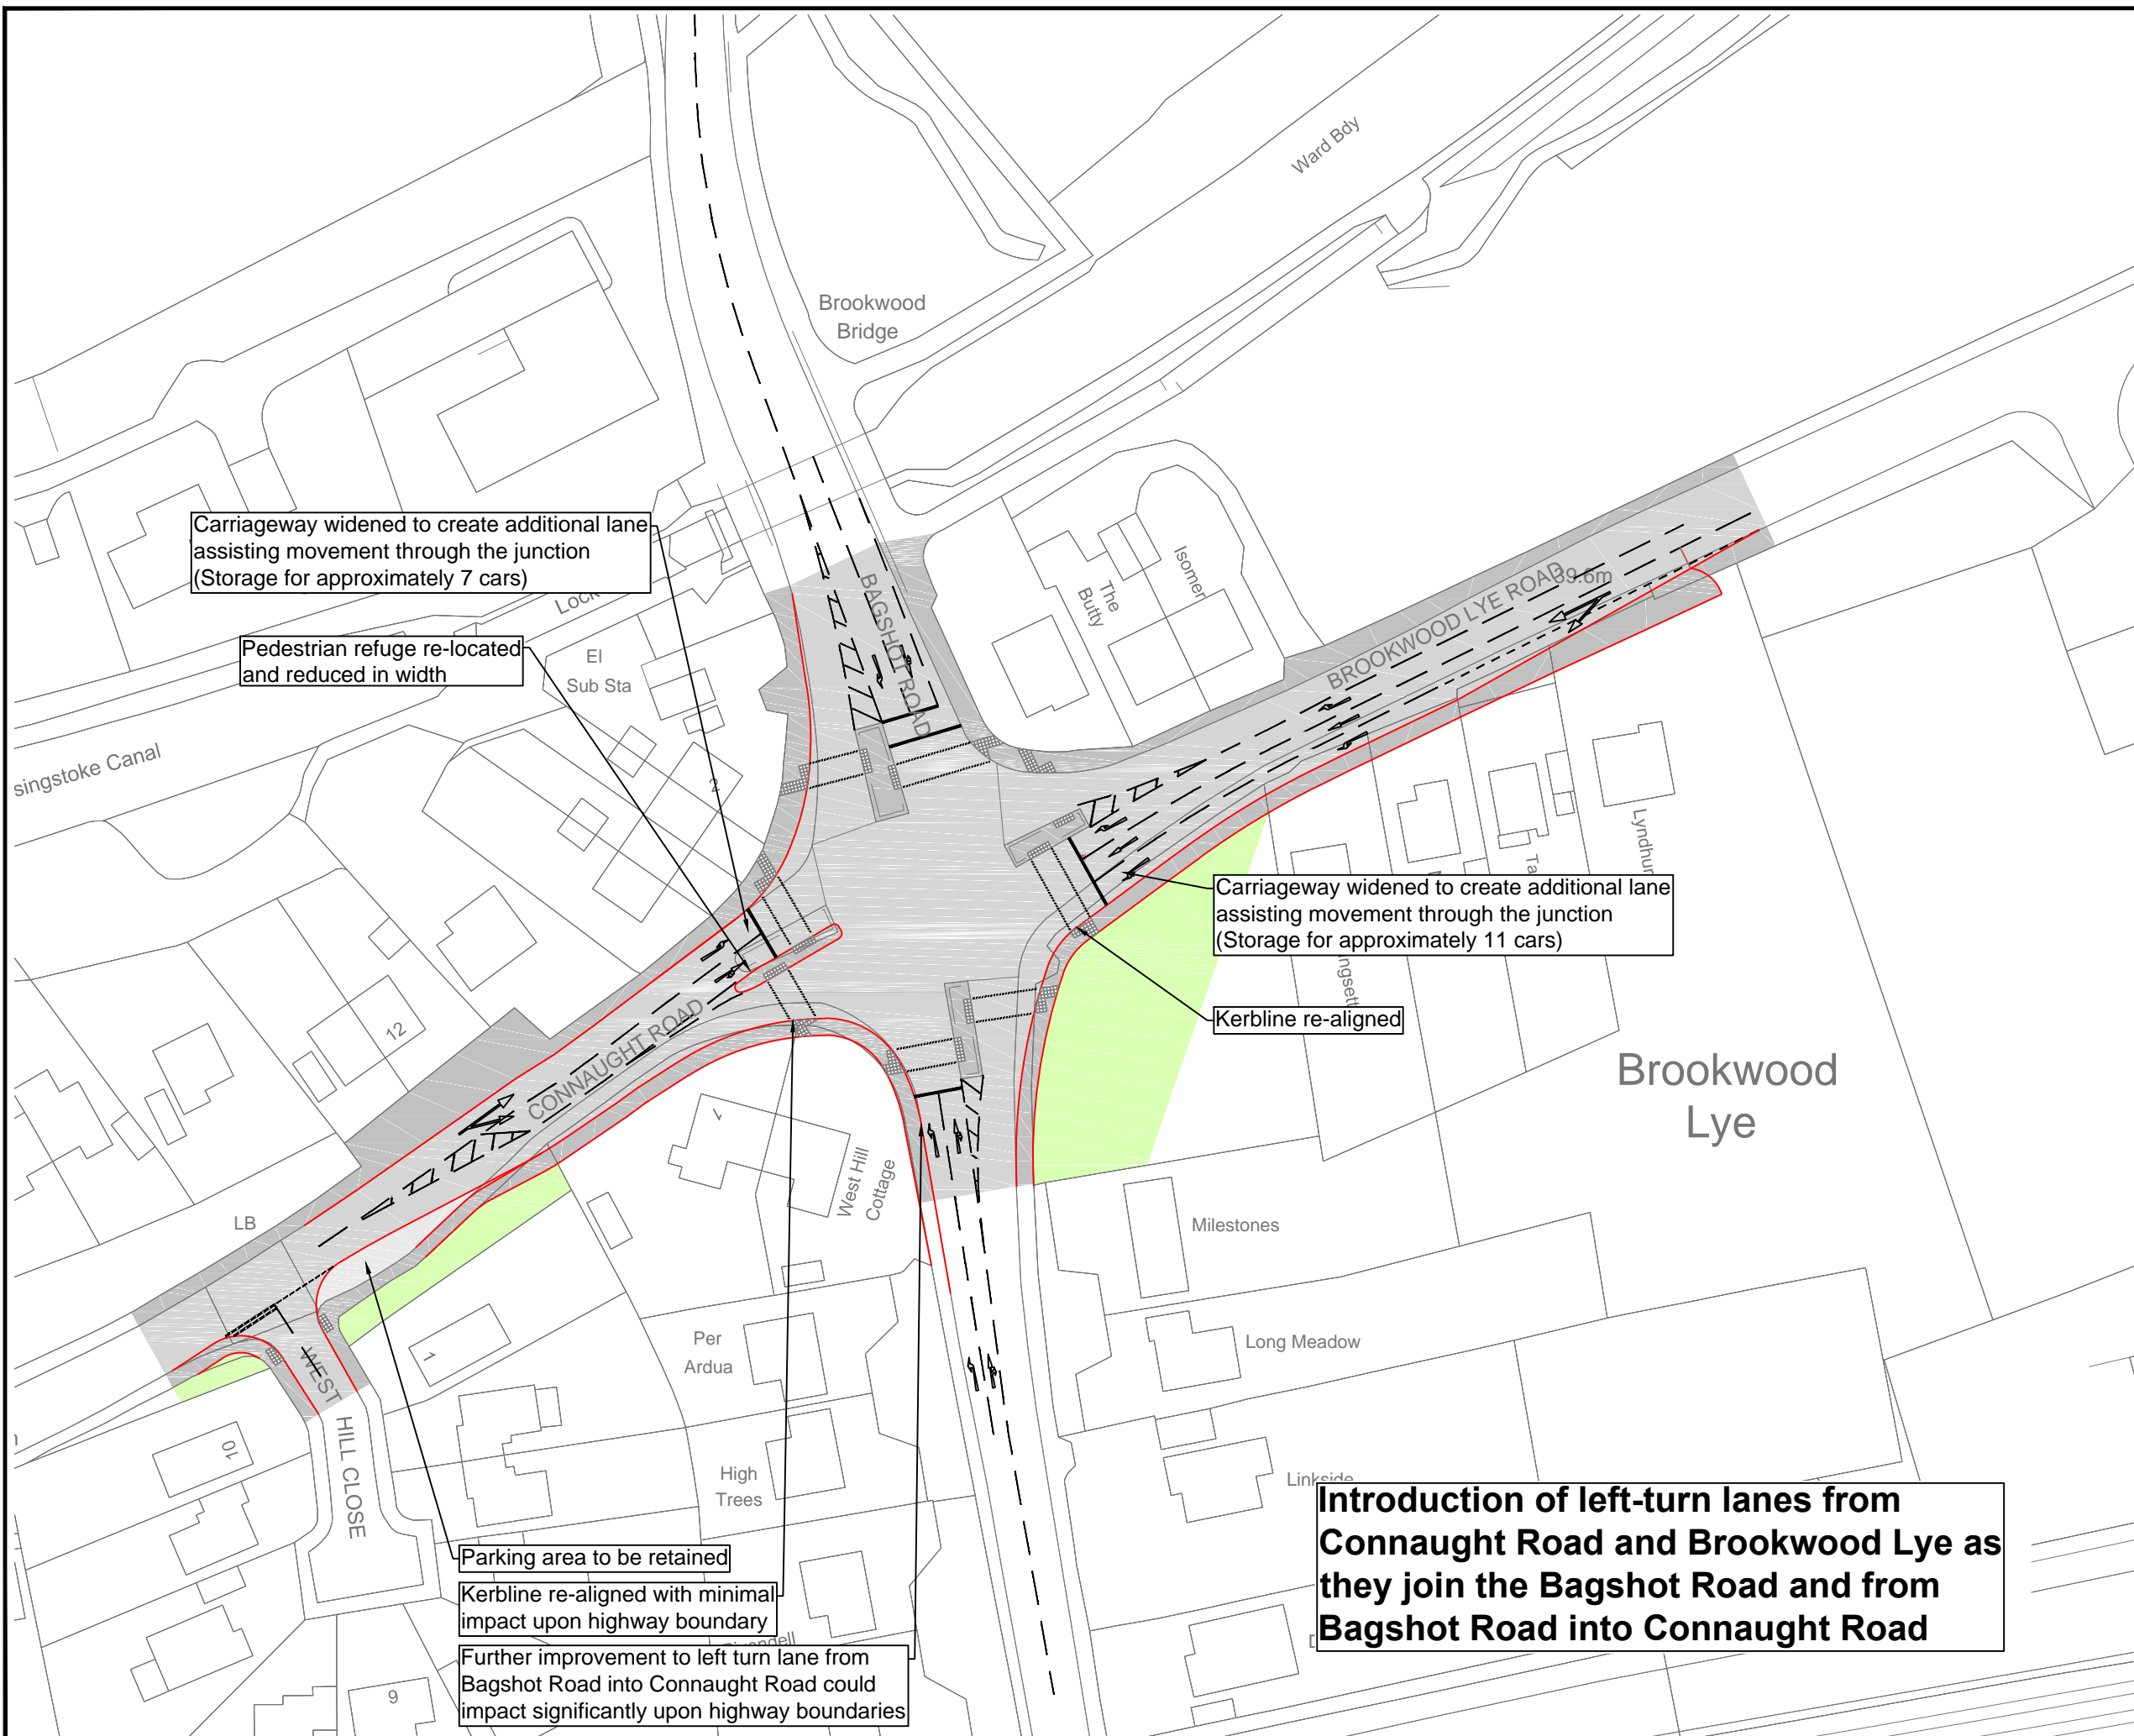 Ward Bdy
Brookwood
Bridge
Carriageway widened to create additional lane
assisting movement through the junction
(Storage for approximately 7 cars)
Lock
Pedestrian refuge re-located
and reduced in width
El
Sub Sta
singstoke Canal
2
12
BAGSHOT ROAD
The
Butty
Isomer
BROOKWOOD LYE ROAD
39.6m
Lyndhur
Ta
Carriageway widened to create additional lane
assisting movement through the junction
(Storage for approximately 11 cars)
ngsett
Kerbline re-aligned
Brookwood
Lye
CONNAUGHT ROAD
LB
1
West Hill
Cottage
Milestones
Long Meadow
Per
Ardua
High
Trees
Linkside
1
10
WEST
HILL CLOSE
9
Parking area to be retained
Kerbline re-aligned with minimal
impact upon highway boundary
Further improvement to left turn lane from
Bagshot Road into Connaught Road could
impact significantly upon highway boundaries
Introduction of left-turn lanes from
Connaught Road and Brookwood Lye as
they join the Bagshot Road and from
Bagshot Road into Connaught Road